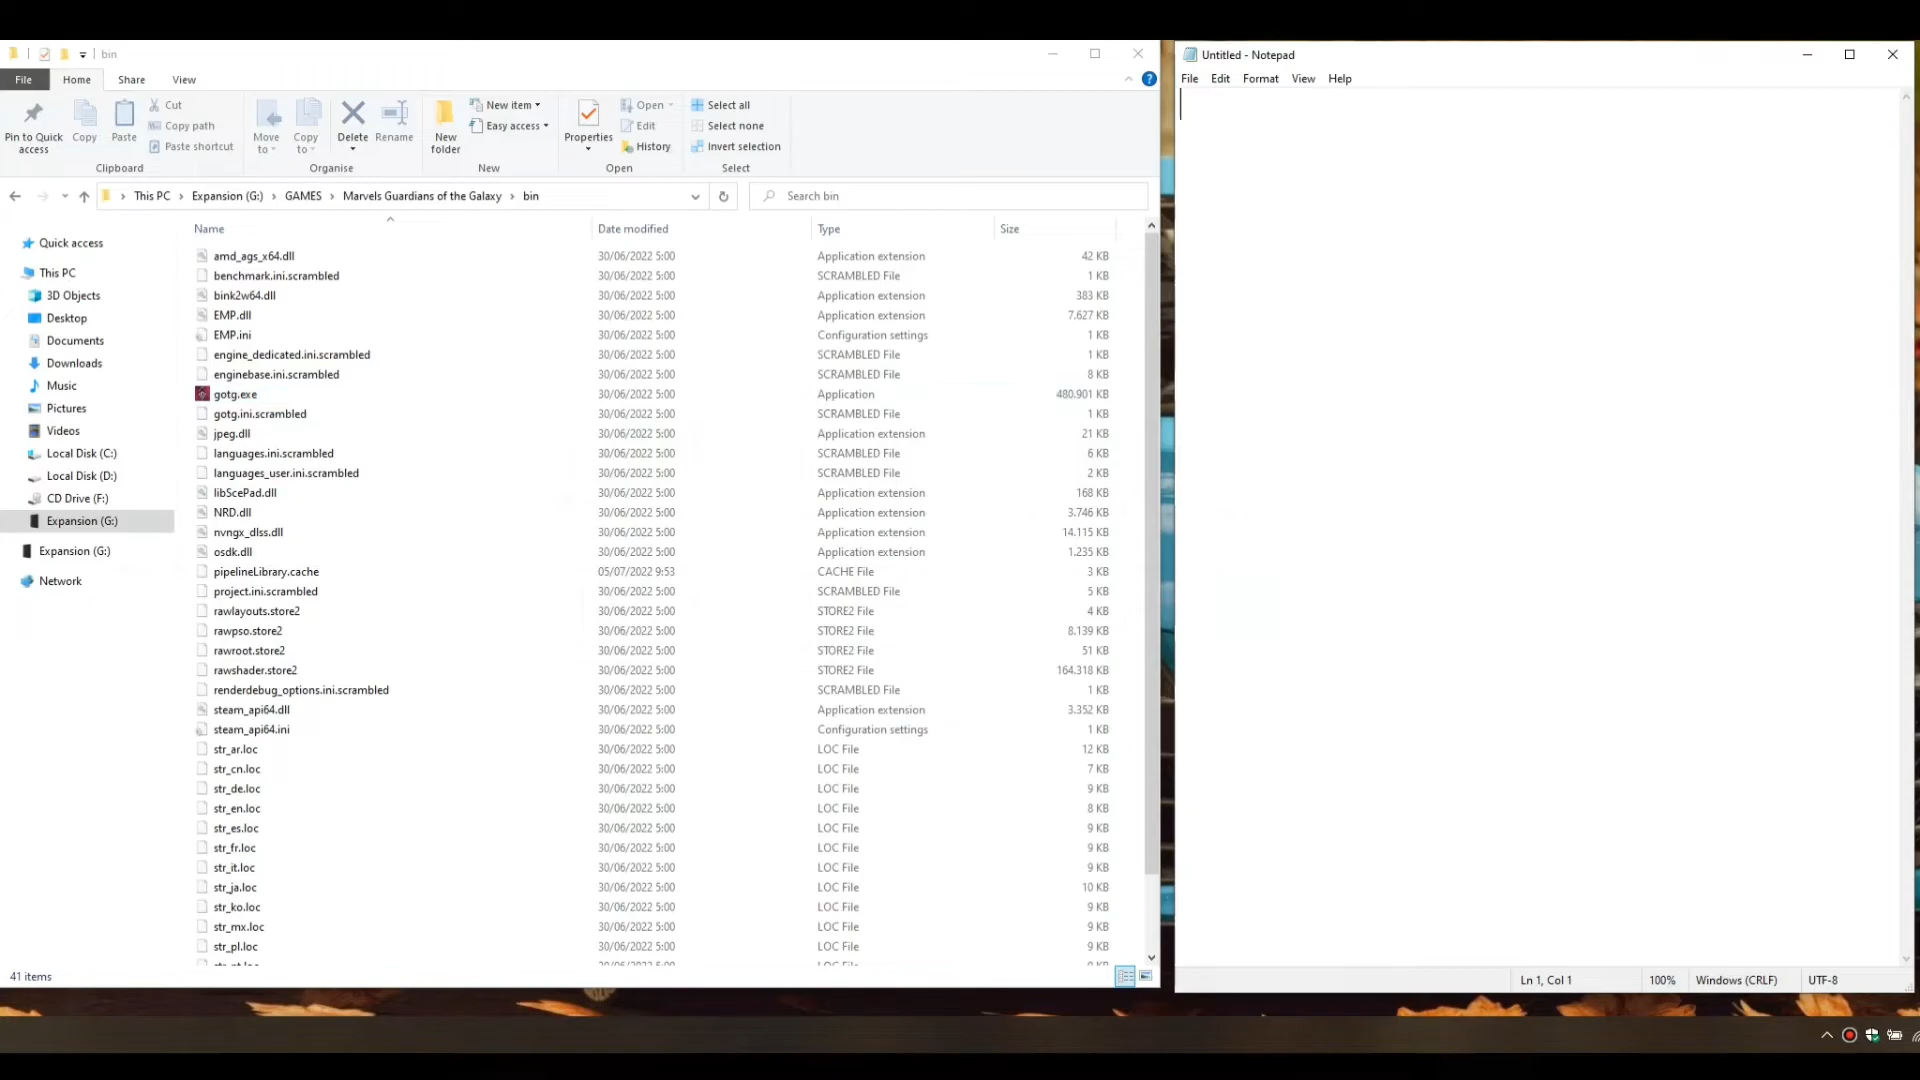 bin
File Home Share View
Pin to Quick access
Copy
Paste
Cut
Copy path
Paste shortcut
Clipboard
Move to
Copy to
Delete
Rename
Organise
New folder
New item
Easy access
New
Properties
Open
Edit
History
Open
Select all
Select none
Invert selection
Select
This PC > Expansion (G:) > GAMES > Marvels Guardians of the Galaxy > bin
Search bin
Quick access
This PC
3D Objects
Desktop
Documents
Downloads
Music
Pictures
Videos
Local Disk (C:)
Local Disk (D:)
CD Drive (F:)
Expansion (G:)
Expansion (G:)
Network
Name Date modified Type Size
amd_ags_x64.dll 30/06/2022 5:00 Application extension 42 KB
benchmark.ini.scrambled 30/06/2022 5:00 SCRAMBLED File 1 KB
bink2w64.dll 30/06/2022 5:00 Application extension 383 KB
EMP.dll 30/06/2022 5:00 Application extension 7.627 KB
EMP.ini 30/06/2022 5:00 Configuration settings 1 KB
engine_dedicated.ini.scrambled 30/06/2022 5:00 SCRAMBLED File 1 KB
enginebase.ini.scrambled 30/06/2022 5:00 SCRAMBLED File 8 KB
gotg.exe 30/06/2022 5:00 Application 480.901 KB
gotg.ini.scrambled 30/06/2022 5:00 SCRAMBLED File 1 KB
jpeg.dll 30/06/2022 5:00 Application extension 21 KB
languages.ini.scrambled 30/06/2022 5:00 SCRAMBLED File 6 KB
languages_user.ini.scrambled 30/06/2022 5:00 SCRAMBLED File 2 KB
libScePad.dll 30/06/2022 5:00 Application extension 168 KB
NRD.dll 30/06/2022 5:00 Application extension 3.746 KB
nvngx_dlss.dll 30/06/2022 5:00 Application extension 14.115 KB
osdk.dll 30/06/2022 5:00 Application extension 1.235 KB
pipelineLibrary.cache 05/07/2022 9:53 CACHE File 3 KB
project.ini.scrambled 30/06/2022 5:00 SCRAMBLED File 5 KB
rawlayouts.store2 30/06/2022 5:00 STORE2 File 4 KB
rawpso.store2 30/06/2022 5:00 STORE2 File 8.139 KB
rawroot.store2 30/06/2022 5:00 STORE2 File 51 KB
rawshader.store2 30/06/2022 5:00 STORE2 File 164.318 KB
renderdebug_options.ini.scrambled 30/06/2022 5:00 SCRAMBLED File 1 KB
steam_api64.dll 30/06/2022 5:00 Application extension 3.352 KB
steam_api64.ini 30/06/2022 5:00 Configuration settings 1 KB
str_ar.loc 30/06/2022 5:00 LOC File 12 KB
str_cn.loc 30/06/2022 5:00 LOC File 7 KB
str_de.loc 30/06/2022 5:00 LOC File 9 KB
str_en.loc 30/06/2022 5:00 LOC File 8 KB
str_es.loc 30/06/2022 5:00 LOC File 9 KB
str_fr.loc 30/06/2022 5:00 LOC File 9 KB
str_it.loc 30/06/2022 5:00 LOC File 9 KB
str_ja.loc 30/06/2022 5:00 LOC File 10 KB
str_ko.loc 30/06/2022 5:00 LOC File 9 KB
str_mx.loc 30/06/2022 5:00 LOC File 9 KB
str_pl.loc 30/06/2022 5:00 LOC File 9 KB
41 items
Untitled - Notepad
File Edit Format View Help
Ln 1, Col 1 100% Windows (CRLF) UTF-8